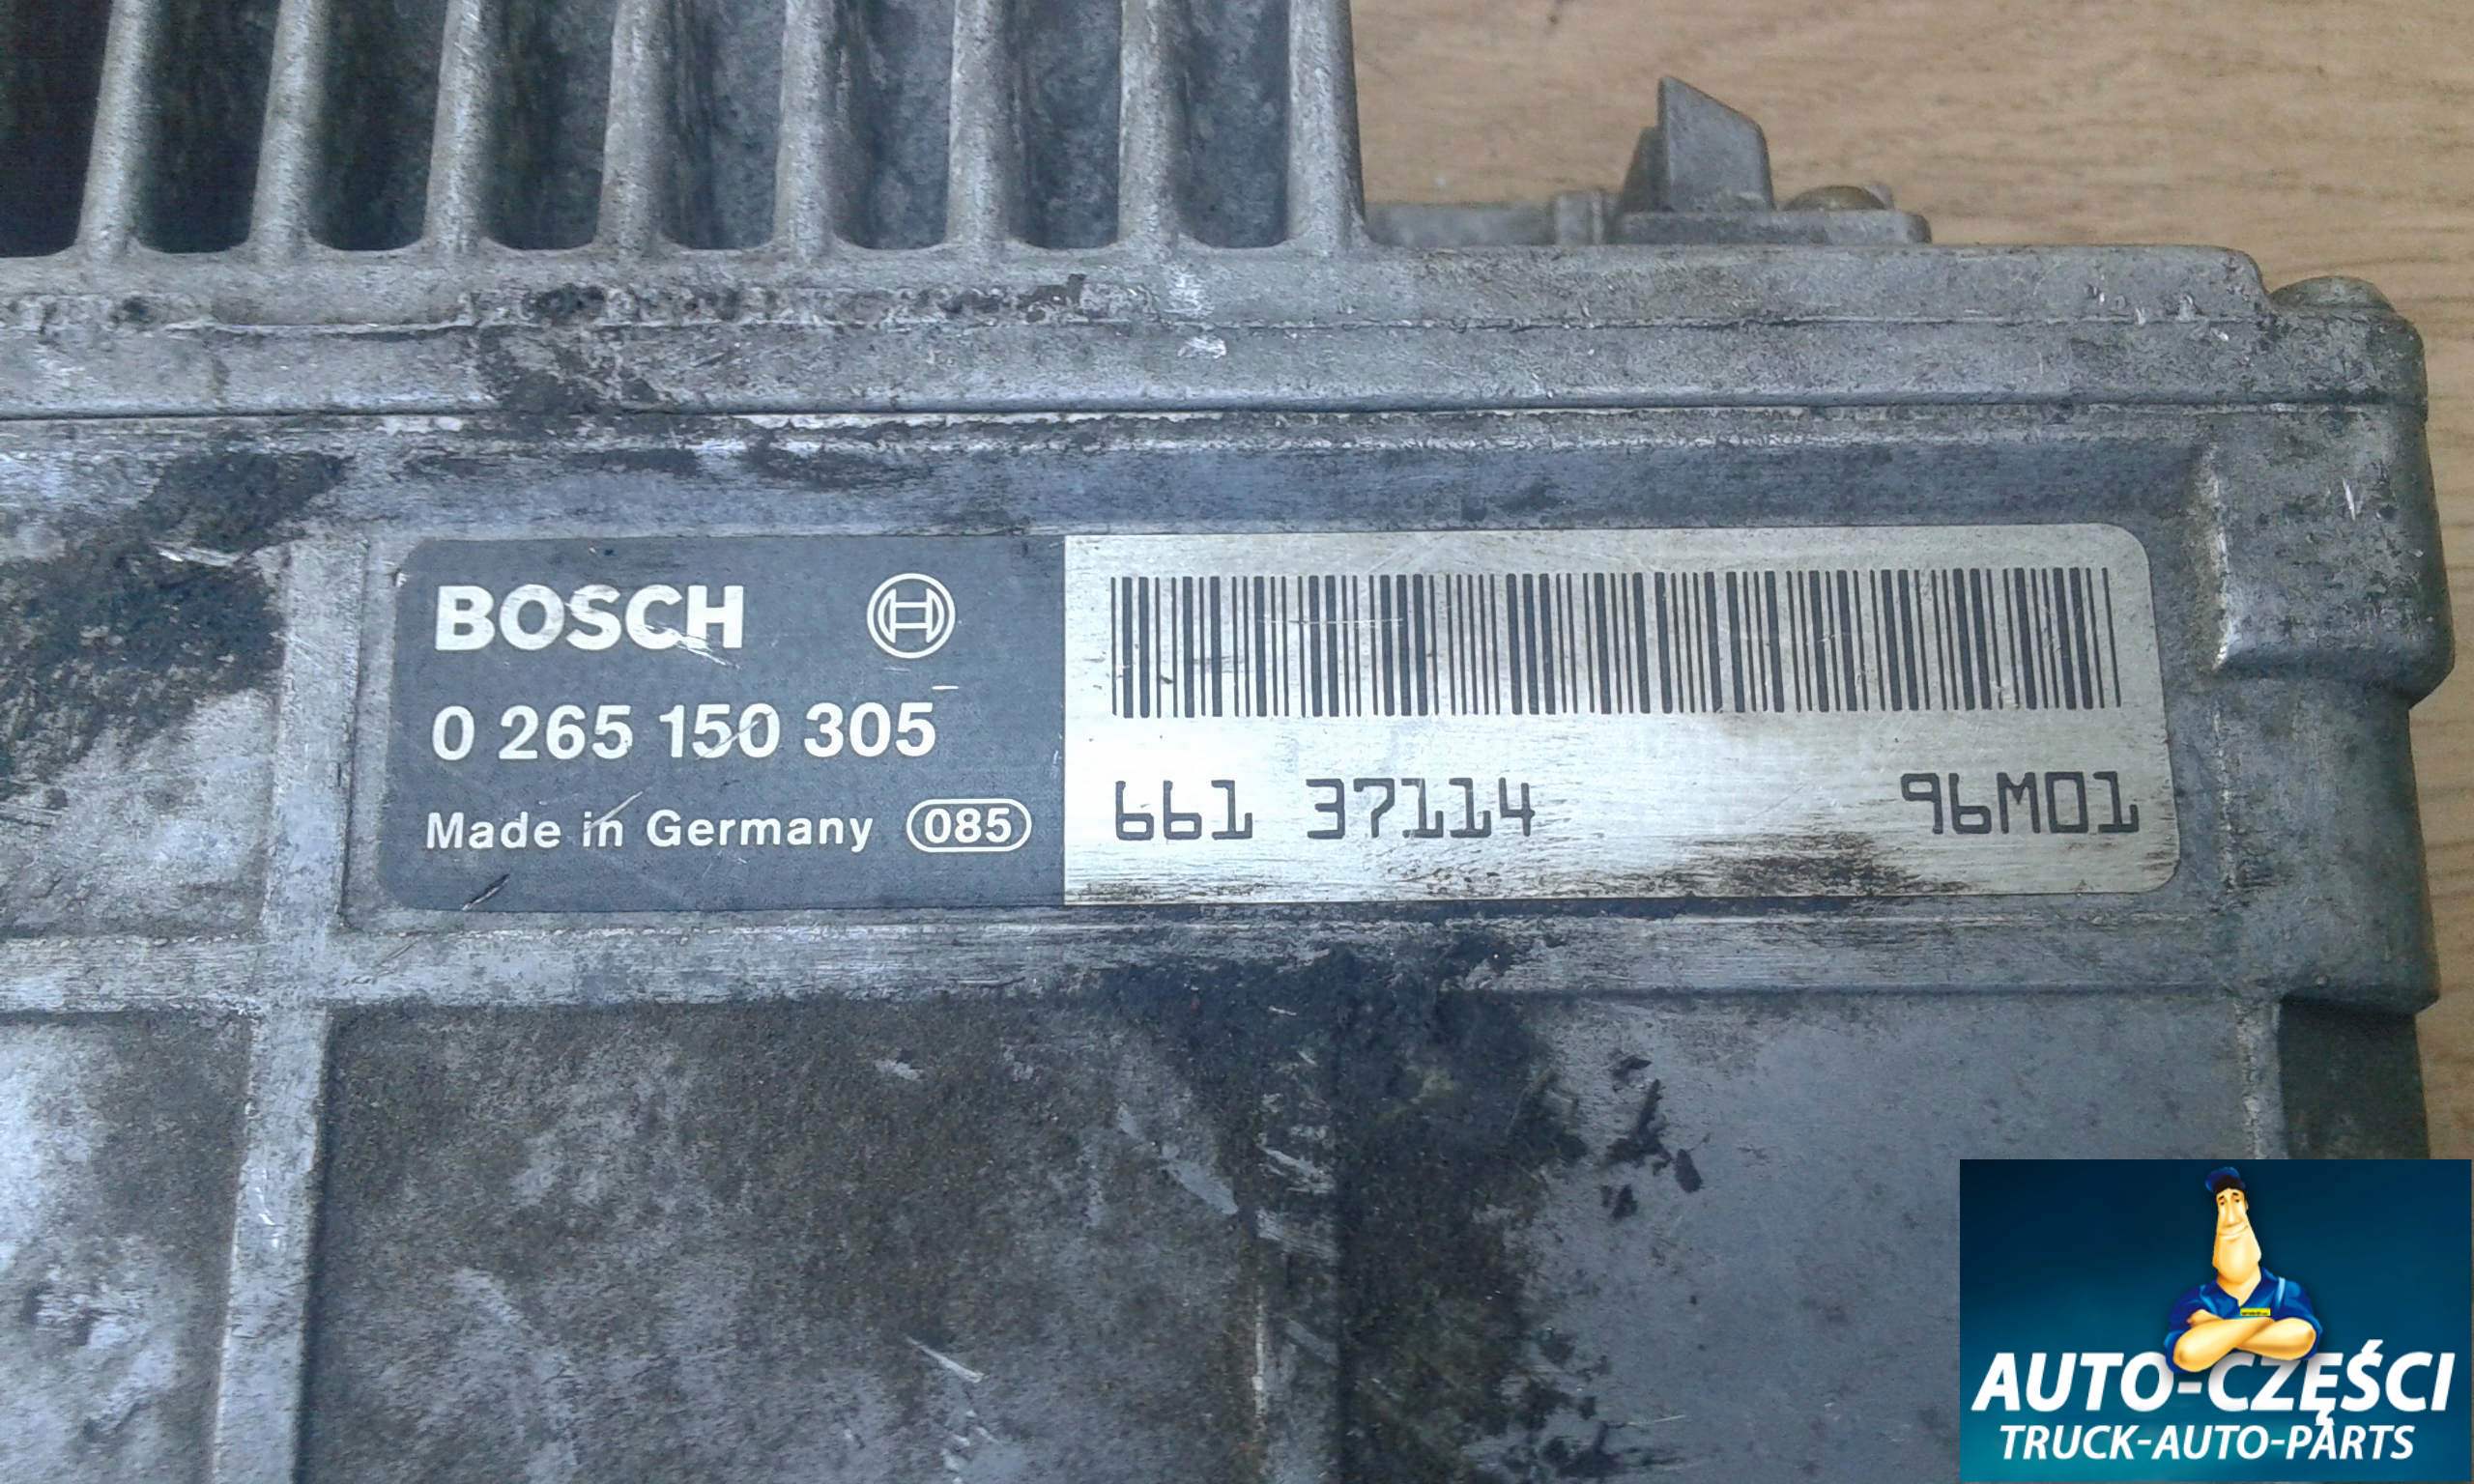 BOSCH
0 265 150 305
Made in Germany 085
661 37114 96M01
AUTO-CZĘŚCI
TRUCK-AUTO-PARTS